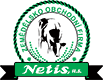 ZEMĚDĚLSKO OBCHODNÍ FIRMA
Netis, a.s.